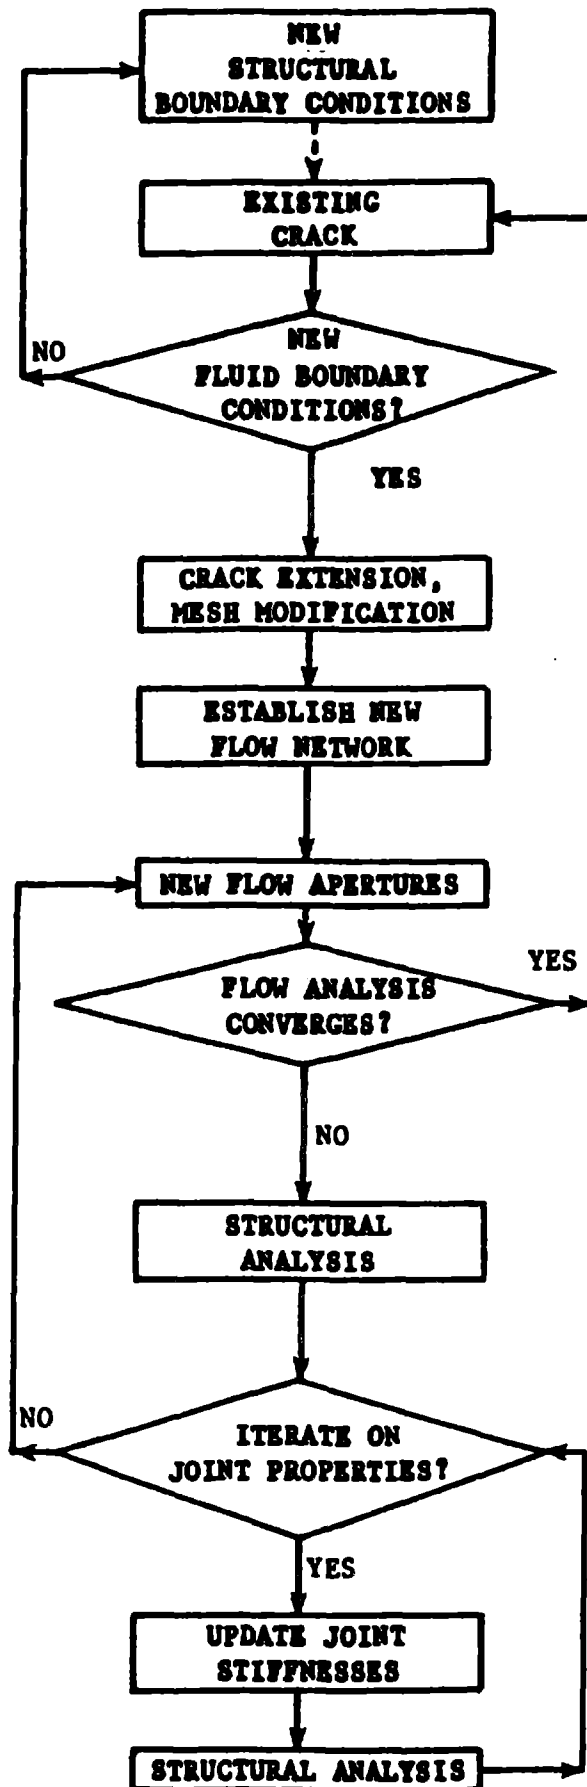 NEW
STRUCTURAL
BOUNDARY CONDITIONS
EXISTING
CRACK
NO
NEW
FLUID BOUNDARY
CONDITIONS?
YES
CRACK EXTENSION,
MESH MODIFICATION
ESTABLISH NEW
FLOW NETWORK
NEW FLOW APERTURES
YES
FLOW ANALYSIS
CONVERGES?
NO
STRUCTURAL
ANALYSIS
NO
ITERATE ON
JOINT PROPERTIES?
YES
UPDATE JOINT
STIFFNESSES
STRUCTURAL ANALYSIS